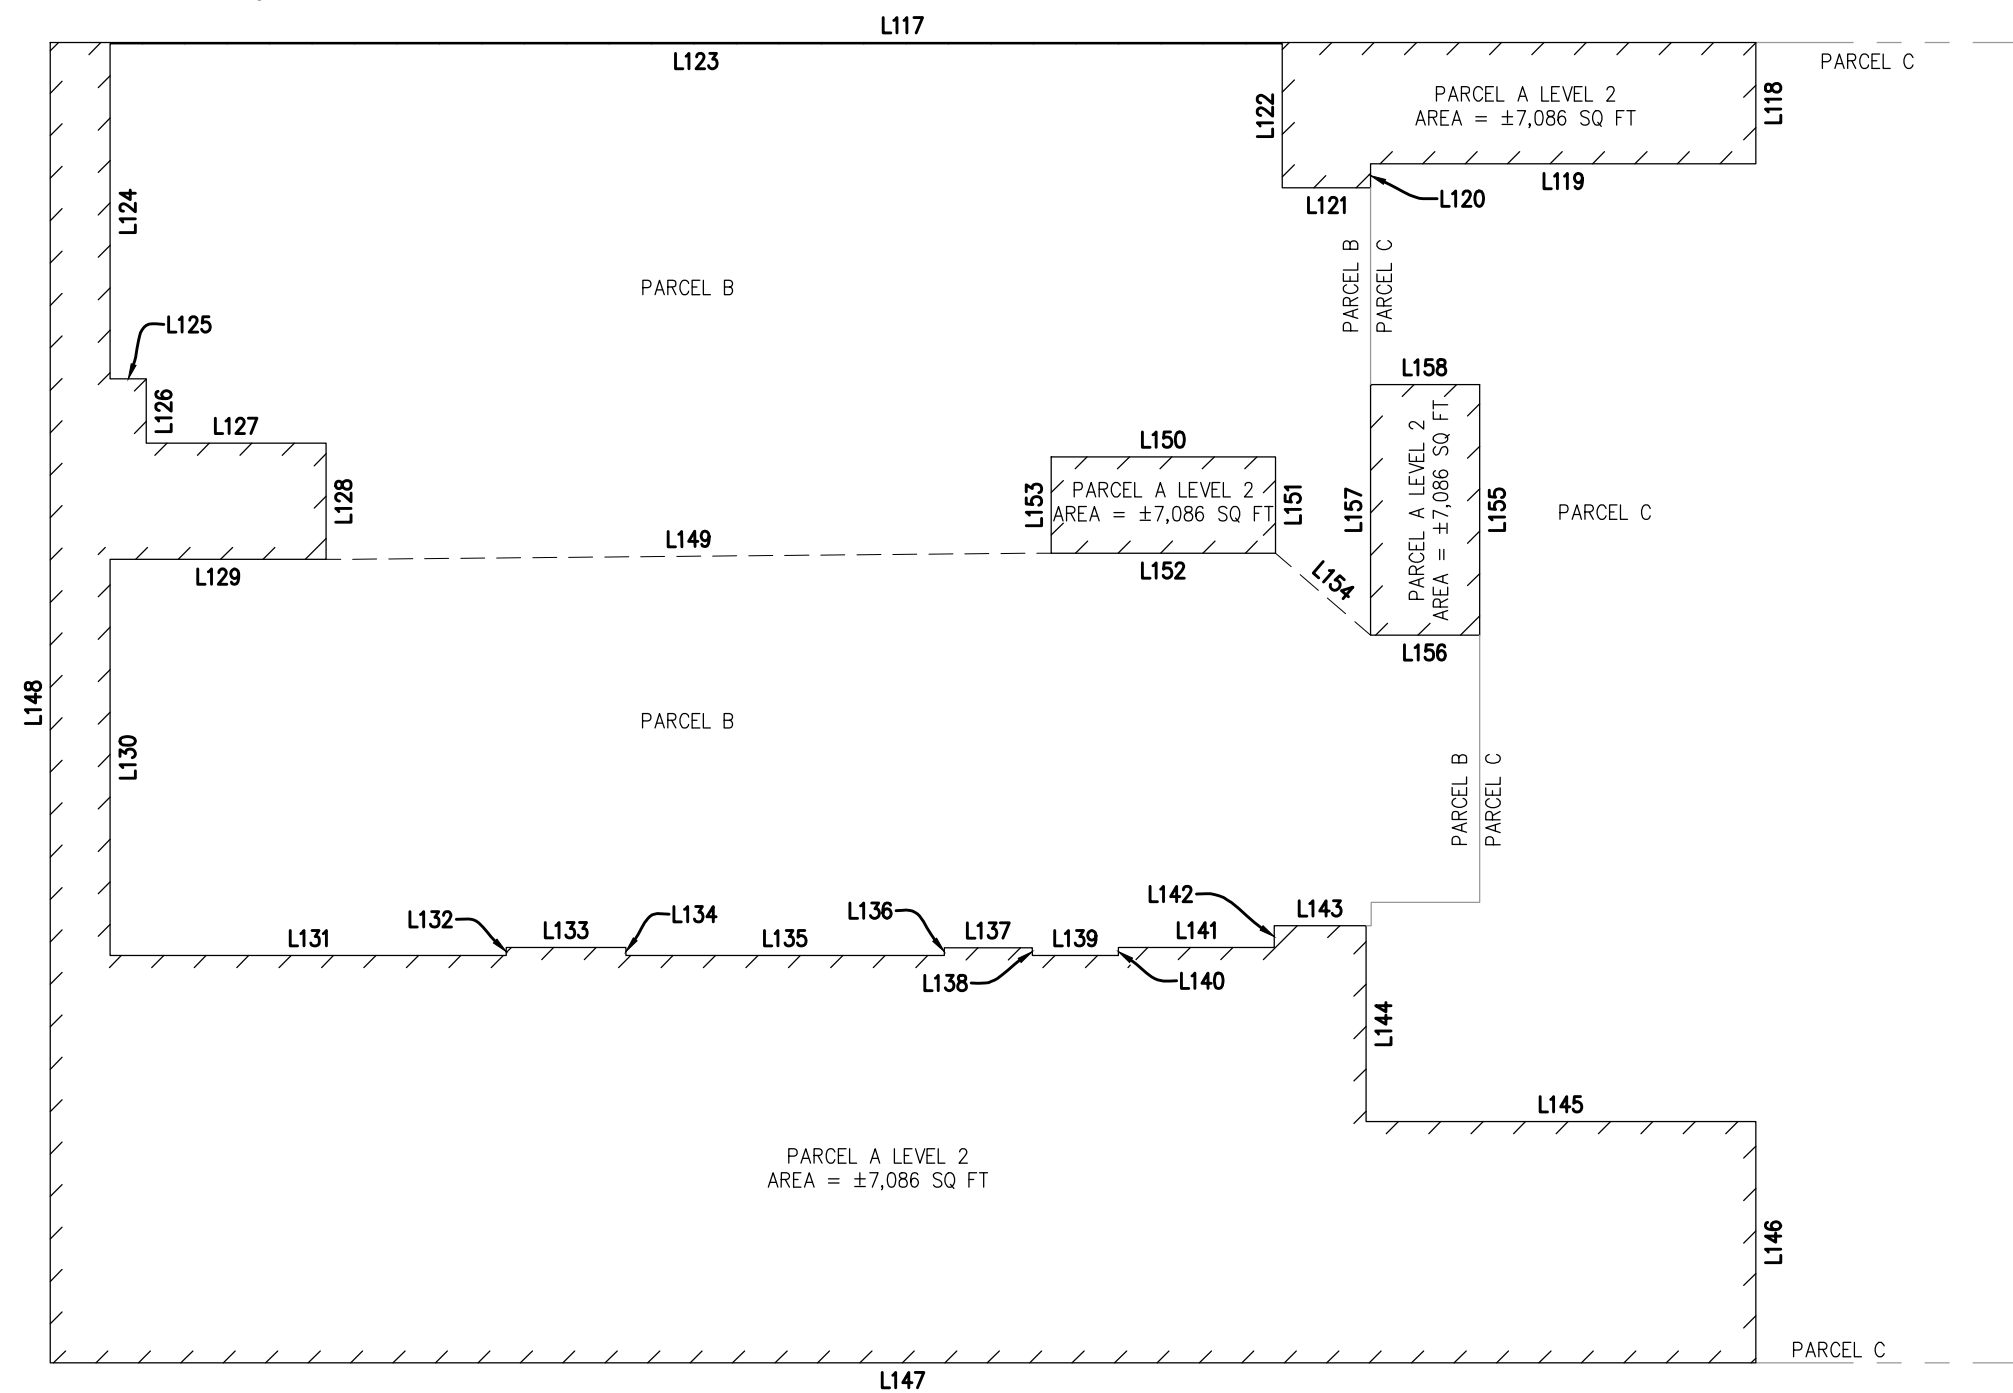 L117
L123
PARCEL C
L122
PARCEL A LEVEL 2
AREA = ±7,086 SQ FT
L118
L119
L120
L121
L124
PARCEL B
PARCEL B
PARCEL C
L125
L126
L127
L128
L158
PARCEL A LEVEL 2
AREA = ±7,086 SQ FT
L150
L153
PARCEL A LEVEL 2
AREA = ±7,086 SQ FT
L151
L157
L155
PARCEL C
L149
L129
L152
L154
L156
L148
L130
PARCEL B
PARCEL B
PARCEL C
L142
L143
L131
L132
L133
L134
L135
L136
L137
L139
L141
L138
L140
L144
L145
PARCEL A LEVEL 2
AREA = ±7,086 SQ FT
L146
PARCEL C
L147